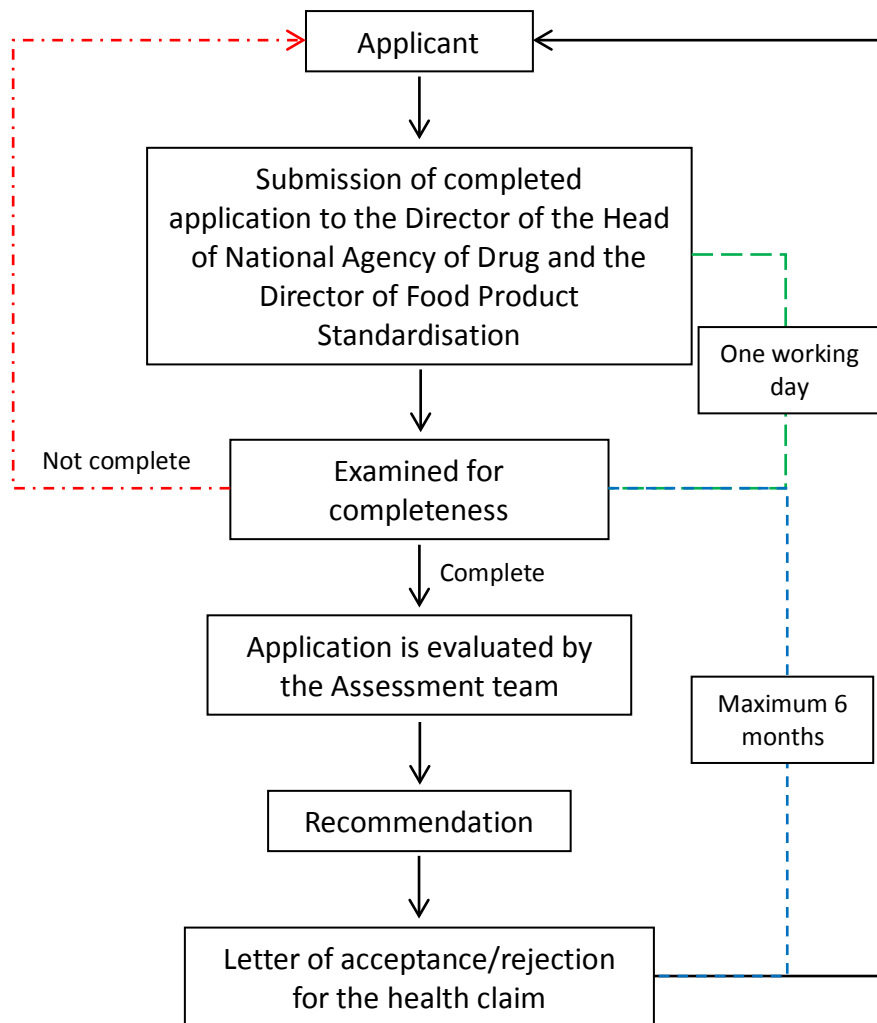 Applicant
Submission of completed
application to the Director of the Head
of National Agency of Drug and the
Director of Food Product
Standardisation
One working
day
Not complete
Examined for
completeness
Complete
Application is evaluated by
the Assessment team
Maximum 6
months
Recommendation
Letter of acceptance/rejection
for the health claim